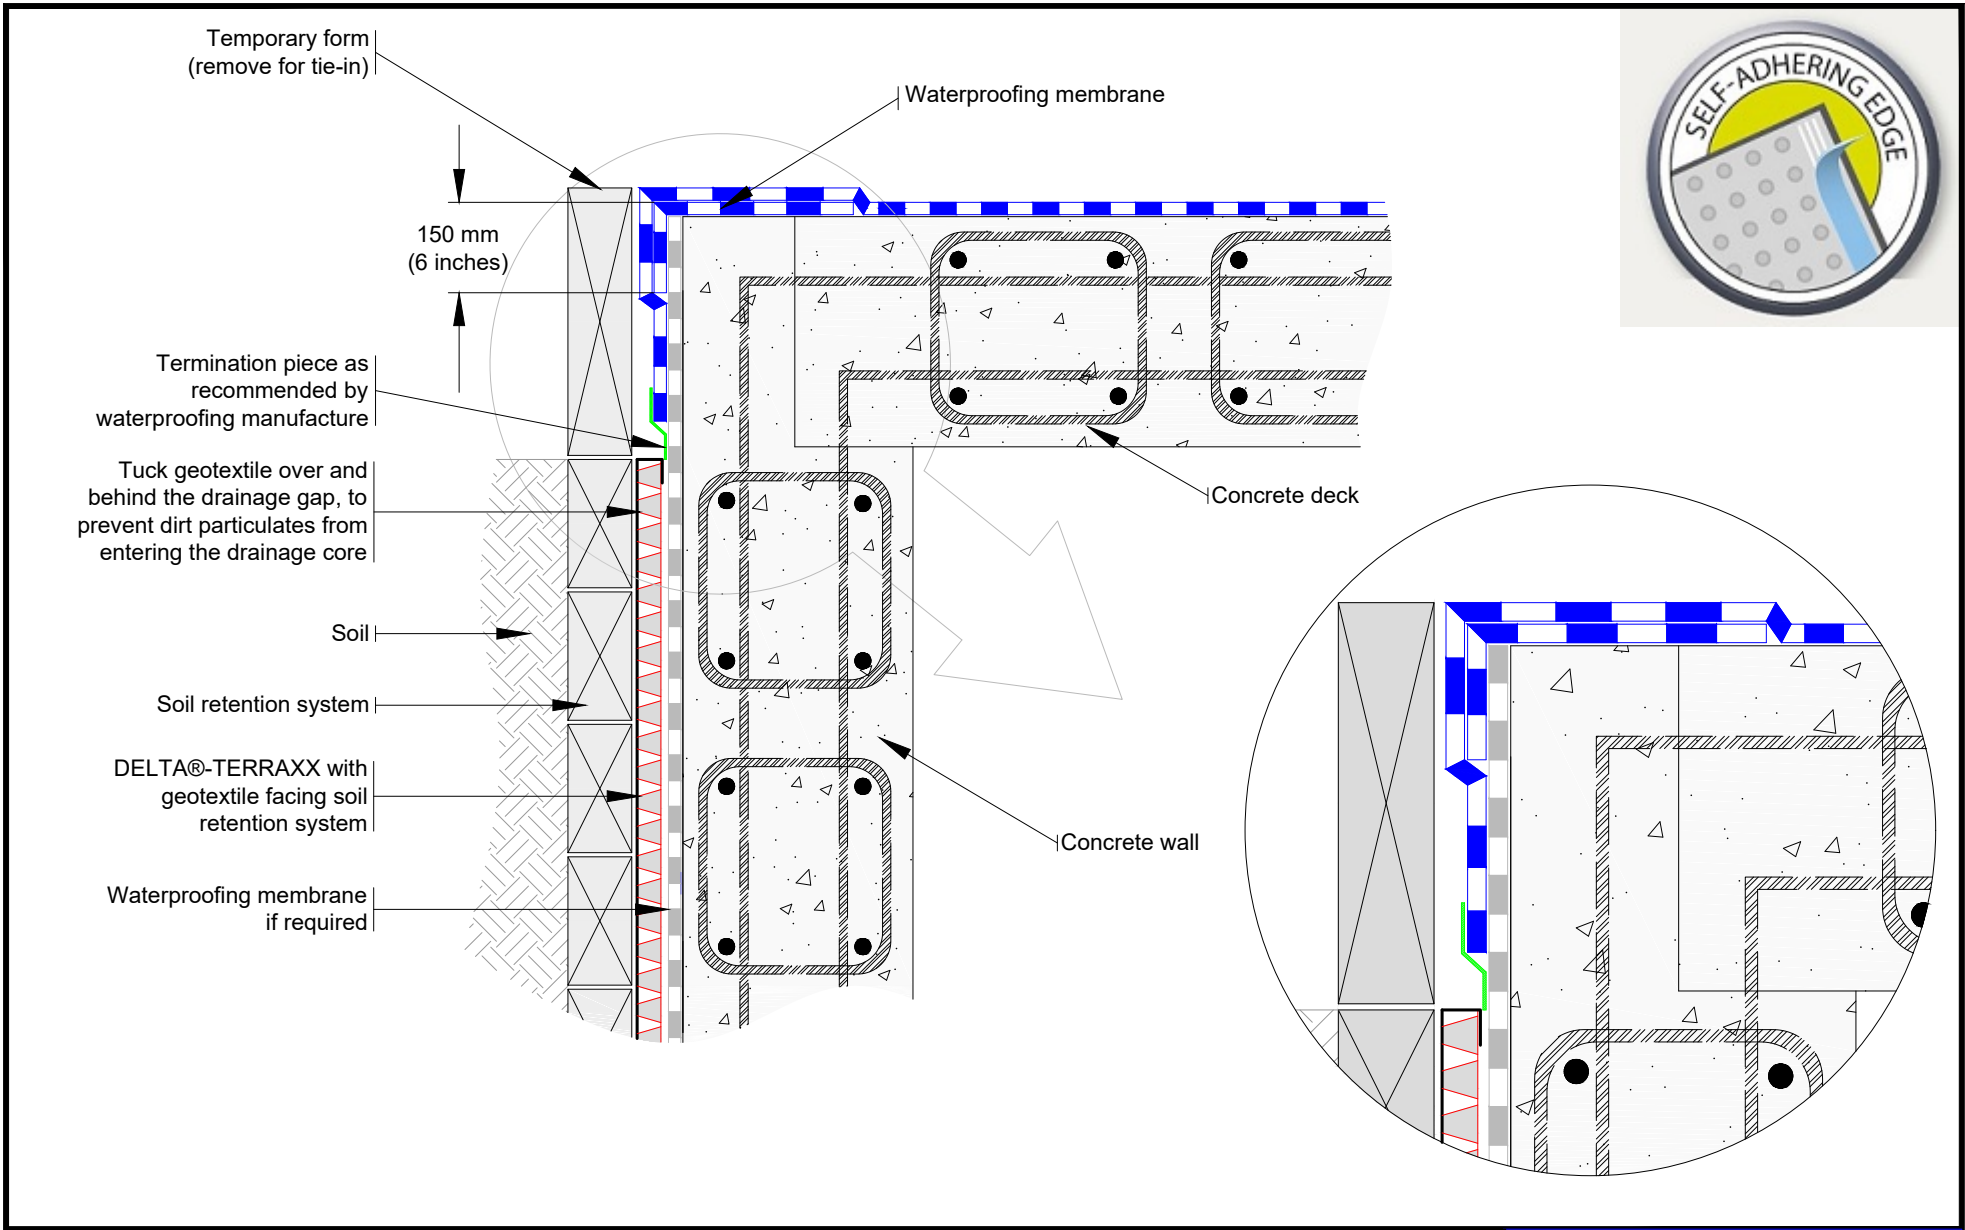 Temporary form
(remove for tie-in)
Waterproofing membrane
SELF-ADHERING EDGE
150 mm
(6 inches)
Termination piece as
recommended by
waterproofing manufacture
Tuck geotextile over and
behind the drainage gap, to
prevent dirt particulates from
entering the drainage core
Concrete deck
Soil
Soil retention system
DELTA®-TERRAXX with
geotextile facing soil
retention system
Concrete wall
Waterproofing membrane
if required